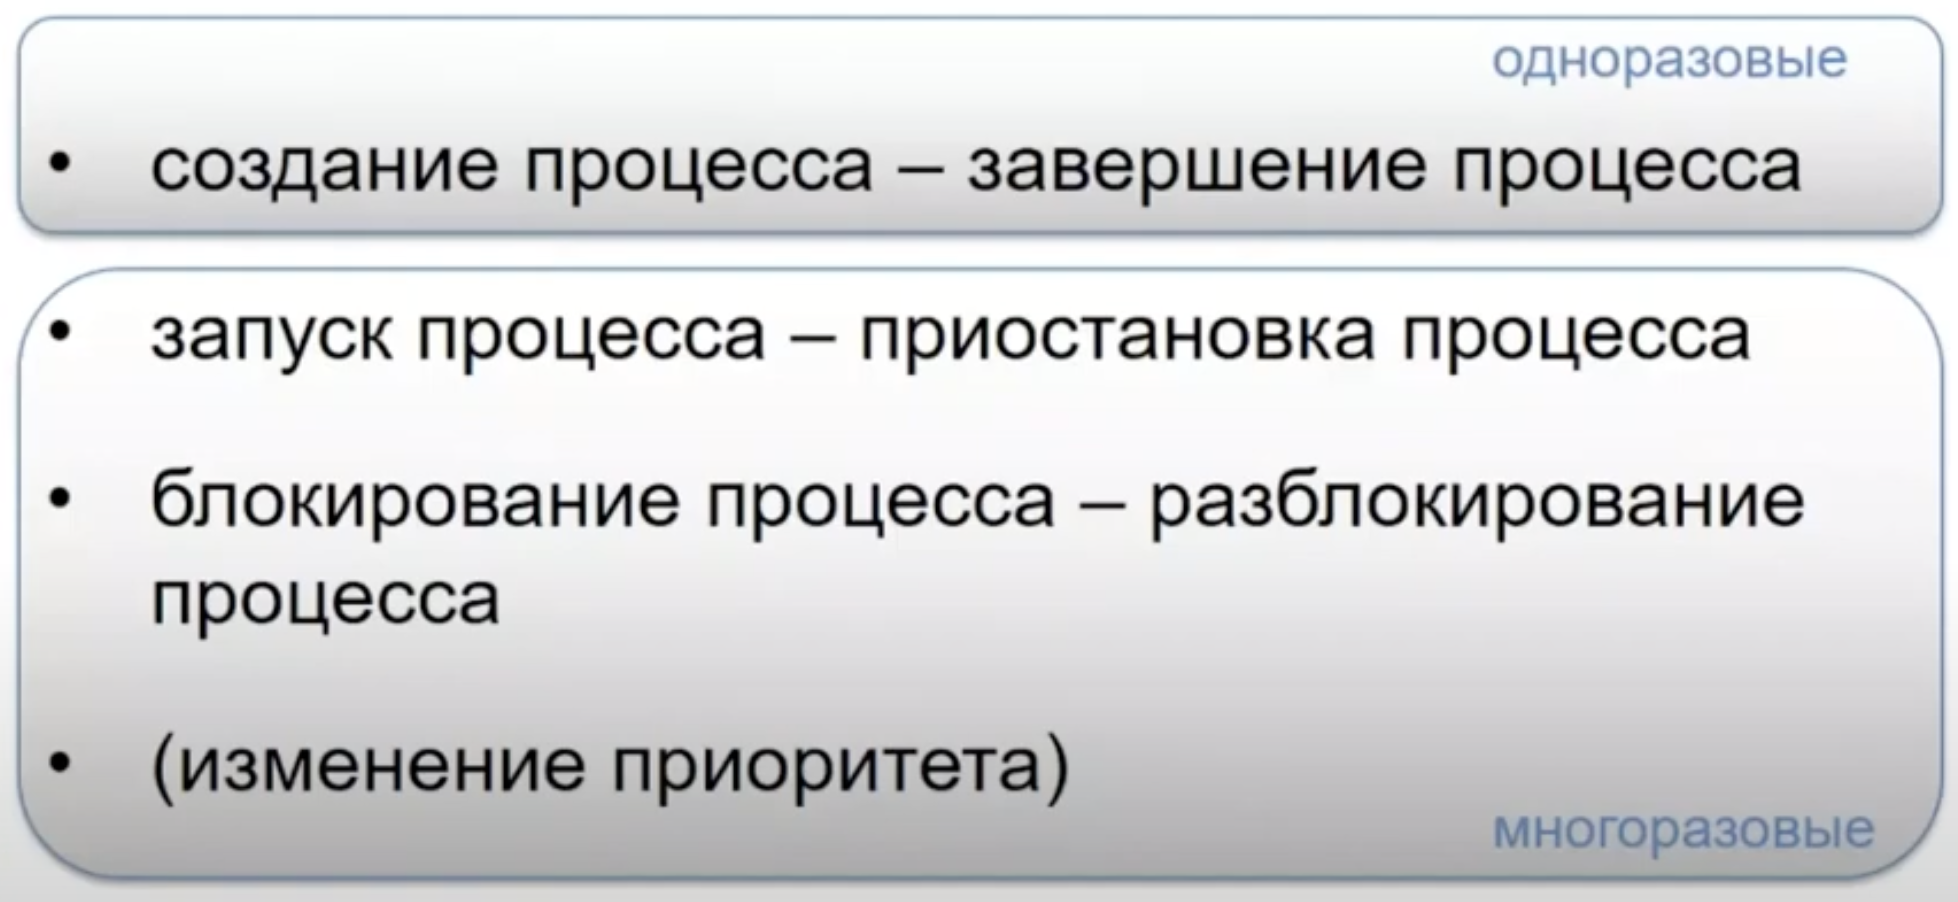 одноразовые
• создание процесса – завершение процесса
• запуск процесса – приостановка процесса
• блокирование процесса – разблокирование
процесса
• (изменение приоритета)
многоразовые